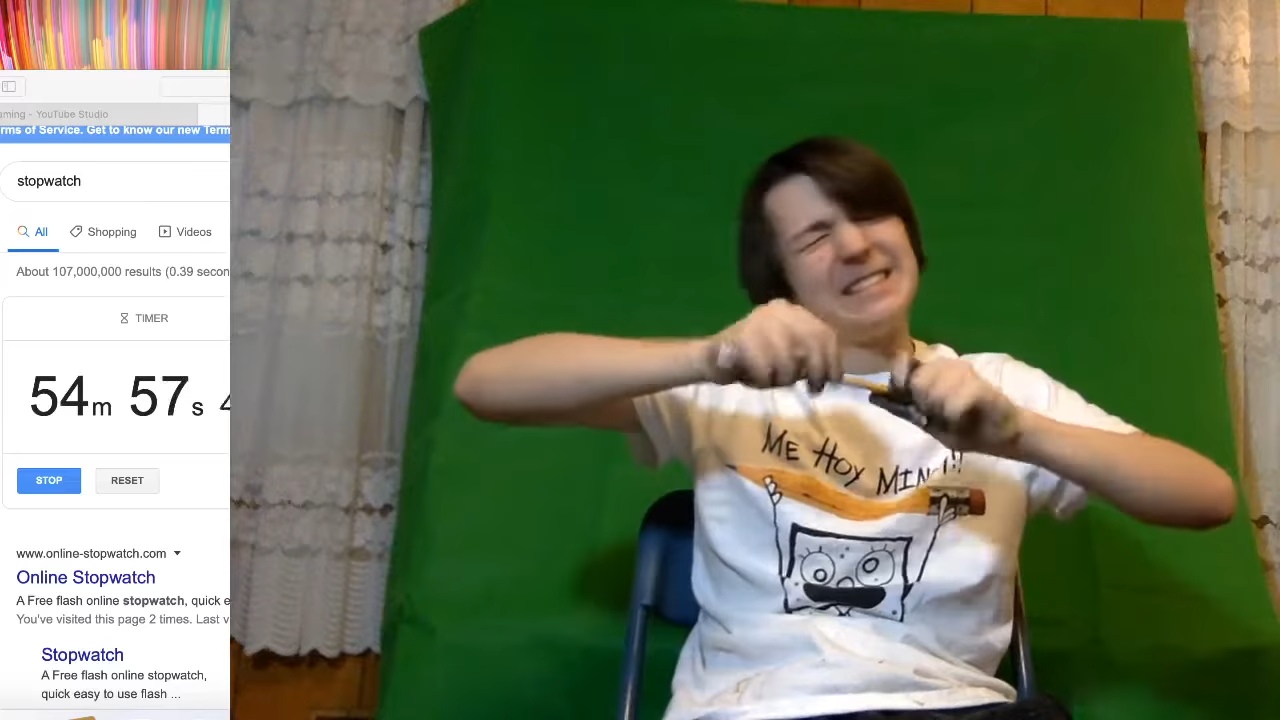 aming - YouTube Studio
rms of Service. Get to know our new Term
stopwatch
All Shopping Videos
About 107,000,000 results (0.39 secon
TIMER
54m 57s 4
STOP RESET
www.online-stopwatch.com
Online Stopwatch
A Free flash online stopwatch, quick e
You've visited this page 2 times. Last v
Stopwatch
A Free flash online stopwatch,
quick easy to use flash ...
ME HOY MIN